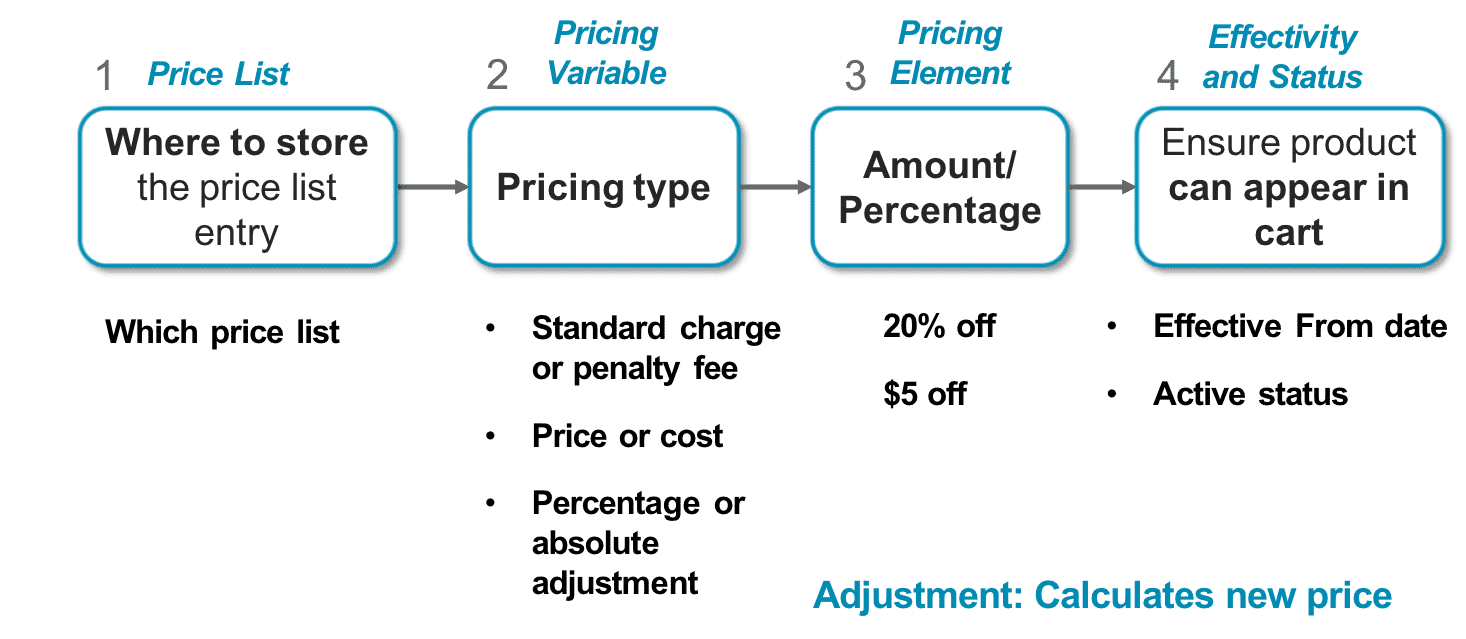 1 Price List
Where to store
the price list
entry
Which price list
2 Pricing
Variable
Pricing type
• Standard charge
or penalty fee
• Price or cost
• Percentage or
absolute
adjustment
3 Pricing
Element
Amount/
Percentage
20% off
$5 off
4 Effectivity
and Status
Ensure product
can appear in
cart
• Effective From date
• Active status
Adjustment: Calculates new price